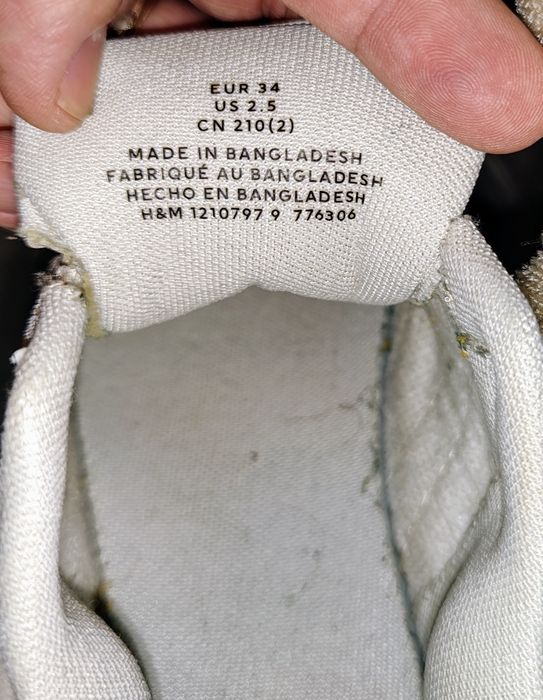 EUR 34
US 2.5
CN 210(2)
MADE IN BANGLADESH
FABRIQUÉ AU BANGLADESH
HECHO EN BANGLADESH
H&M 1210797 9 776306